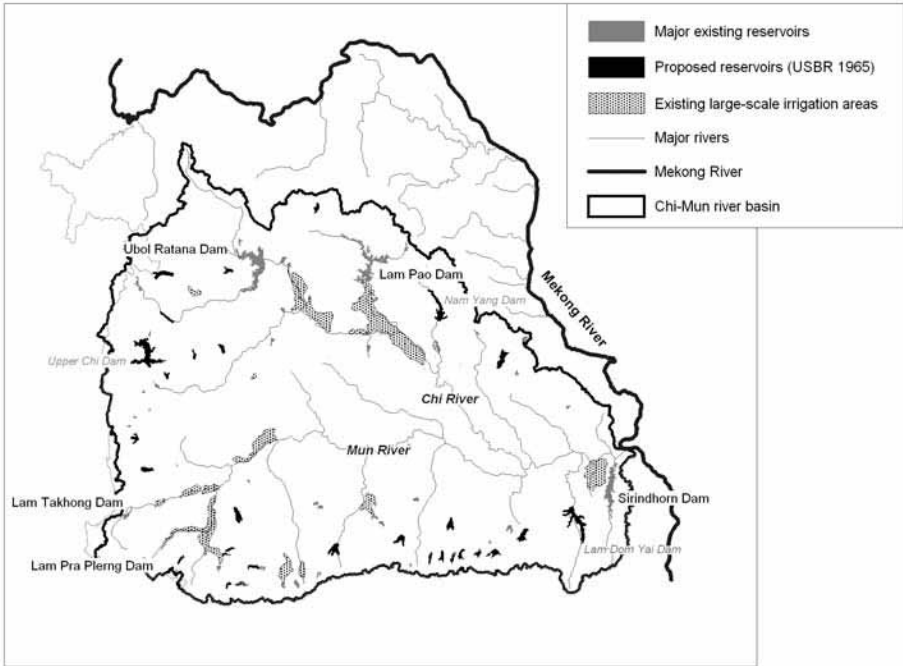 Major existing reservoirs
Proposed reservoirs (USBR 1965)
Existing large-scale irrigation areas
Major rivers
Mekong River
Chi-Mun river basin
Ubol Ratana Dam
Lam Pao Dam
Nam Yang Dam
Mekong River
Upper Chi Dam
Chi River
Mun River
Lam Takhong Dam
Sirindhorn Dam
Lam Dom Yai Dam
Lam Pra Plerng Dam